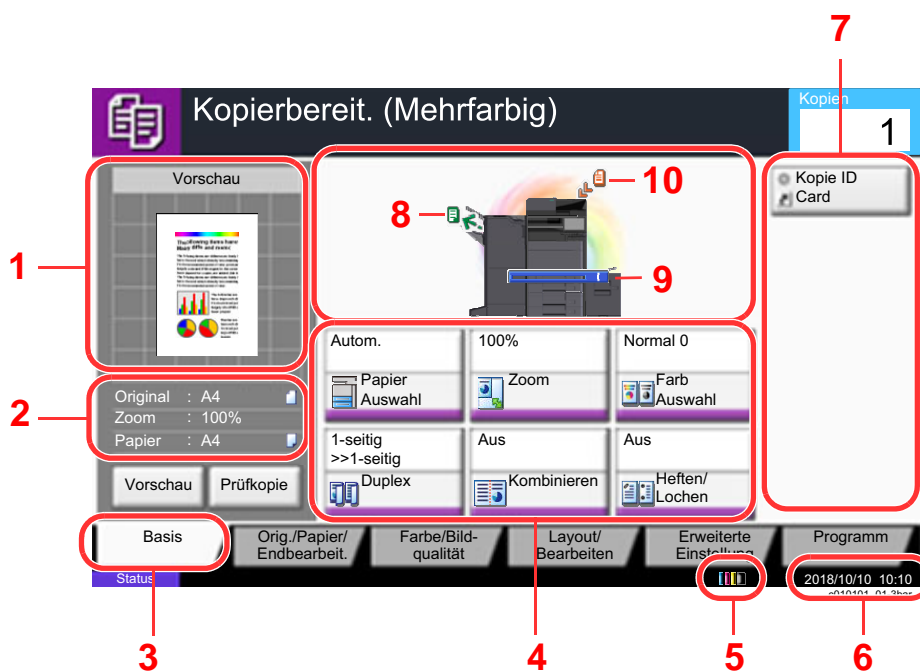 7
Kopierbereit. (Mehrfarbig)
Kopien
1
Vorschau
8
10
9
Kopie ID
Card
1
Autom.
Papier
Auswahl
100%
Zoom
Normal 0
Farb
Auswahl
2
Original : A4
Zoom : 100%
Papier : A4
1-seitig
>>1-seitig
Duplex
Aus
Kombinieren
Aus
Heften/
Lochen
Vorschau
Prüfkopie
Basis
Orig./Papier/
Endbearbeit.
Farbe/Bild-
qualität
Layout/
Bearbeiten
Erweiterte
Einstellung
Programm
Status
2018/10/10 10:10
3
4
5
6